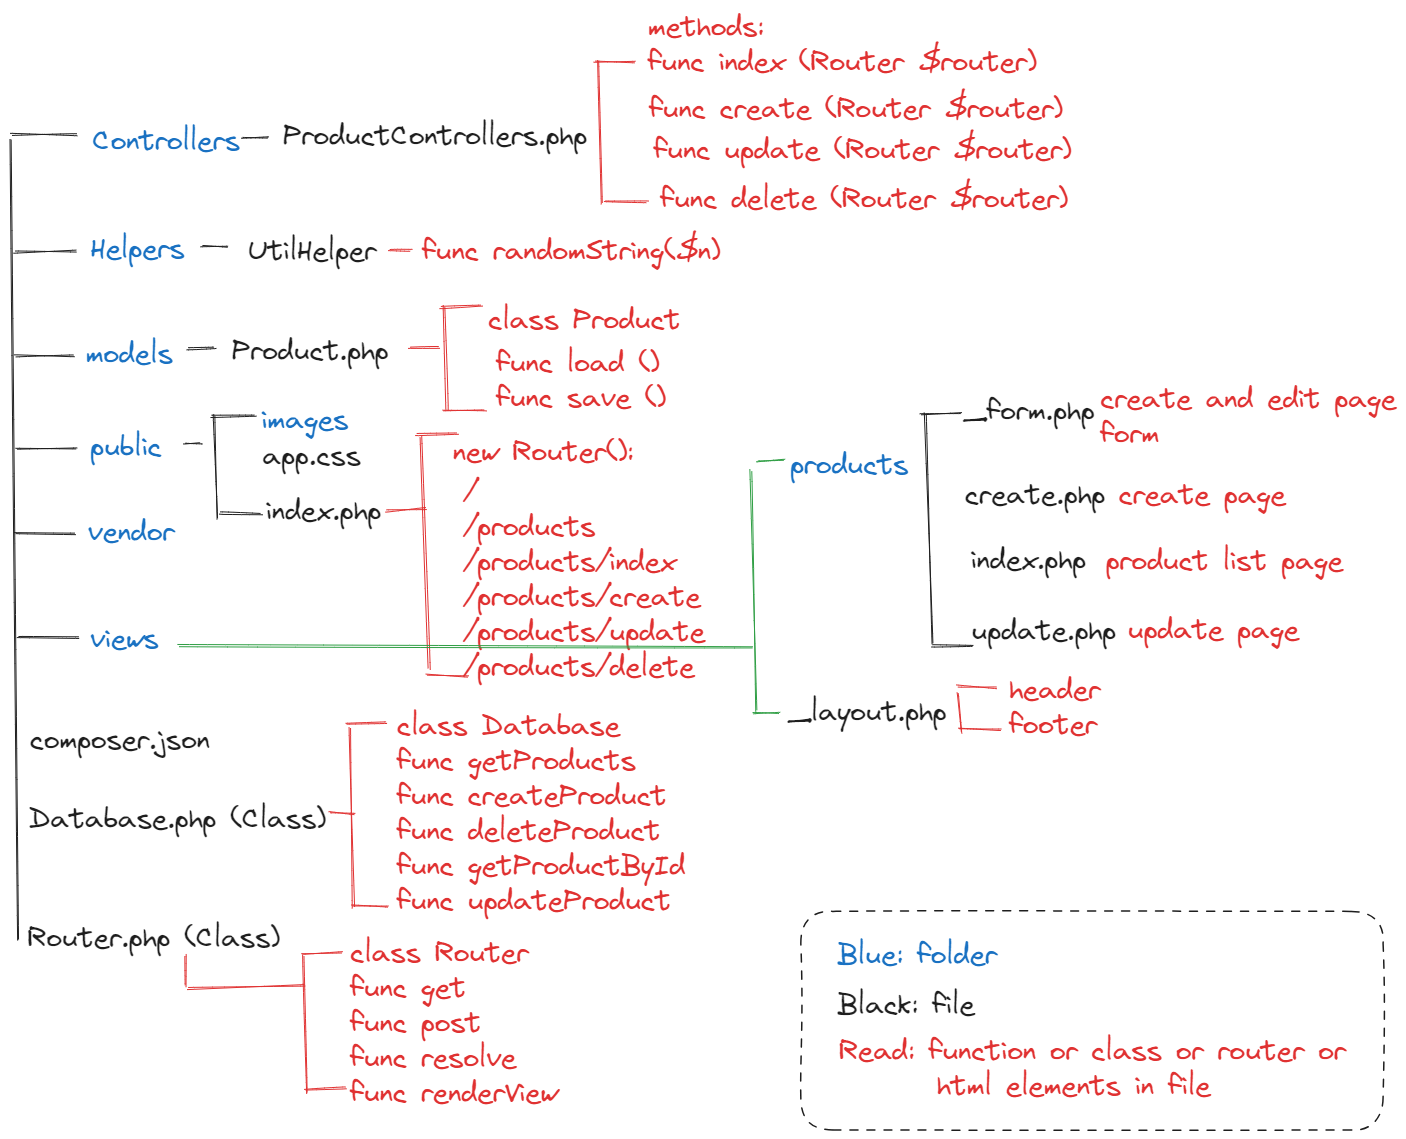 methods:
func index (Router $router)
func create (Router $router)
func update (Router $router)
func delete (Router $router)
Controllers
ProductControllers.php
Helpers
UtilHelper
func randomString($n)
models
Product.php
class Product
func load ()
func save ()
public
images
app.css
index.php
new Router():
/
/products
/products/index
/products/create
/products/update
/products/delete
vendor
views
products
_form.php
create and edit page
form
create.php
create page
index.php
product list page
update.php
update page
_layout.php
header
footer
composer.json
Database.php (Class)
class Database
func getProducts
func createProduct
func deleteProduct
func getProductById
func updateProduct
Router.php (Class)
class Router
func get
func post
func resolve
func renderView
Blue: folder
Black: file
Read: function or class or router or
html elements in file